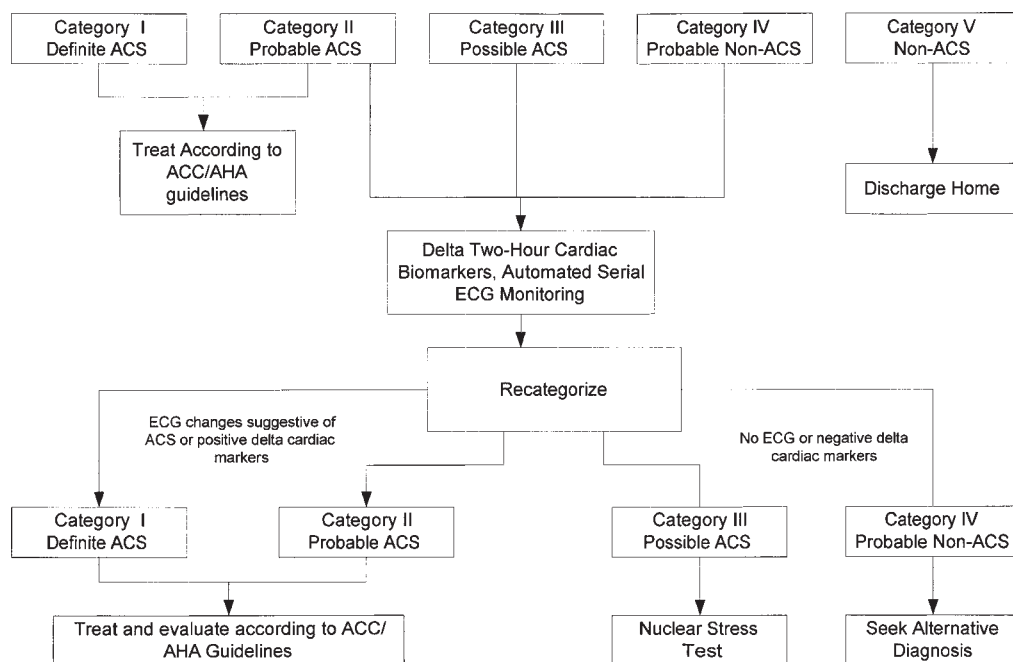 Category I
Definite ACS
Category II
Probable ACS
Category III
Possible ACS
Category IV
Probable Non-ACS
Category V
Non-ACS
Treat According to
ACC/AHA
guidelines
Discharge Home
Delta Two-Hour Cardiac
Biomarkers, Automated Serial
ECG Monitoring
Recategorize
ECG changes suggestive of
ACS or positive delta cardiac
markers
No ECG or negative delta
cardiac markers
Category I
Definite ACS
Category II
Probable ACS
Category III
Possible ACS
Category IV
Probable Non-ACS
Treat and evaluate according to ACC/
AHA Guidelines
Nuclear Stress
Test
Seek Alternative
Diagnosis